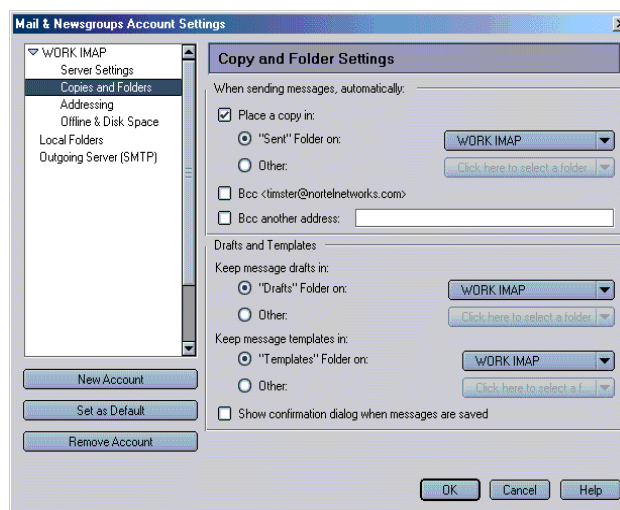 Mail & Newsgroups Account Settings
WORK IMAP
Server Settings
Copies and Folders
Addressing
Offline & Disk Space
Local Folders
Outgoing Server (SMTP)
New Account
Set as Default
Remove Account
Copy and Folder Settings
When sending messages, automatically:
Place a copy in:
"Sent" Folder on: WORK IMAP
Other: Click here to select a folder
Bcc <timster@nortelnetworks.com>
Bcc another address:
Drafts and Templates
Keep message drafts in:
"Drafts" Folder on: WORK IMAP
Other: Click here to select a folder
Keep message templates in:
"Templates" Folder on: WORK IMAP
Other: Click here to select a f...
Show confirmation dialog when messages are saved
OK Cancel Help